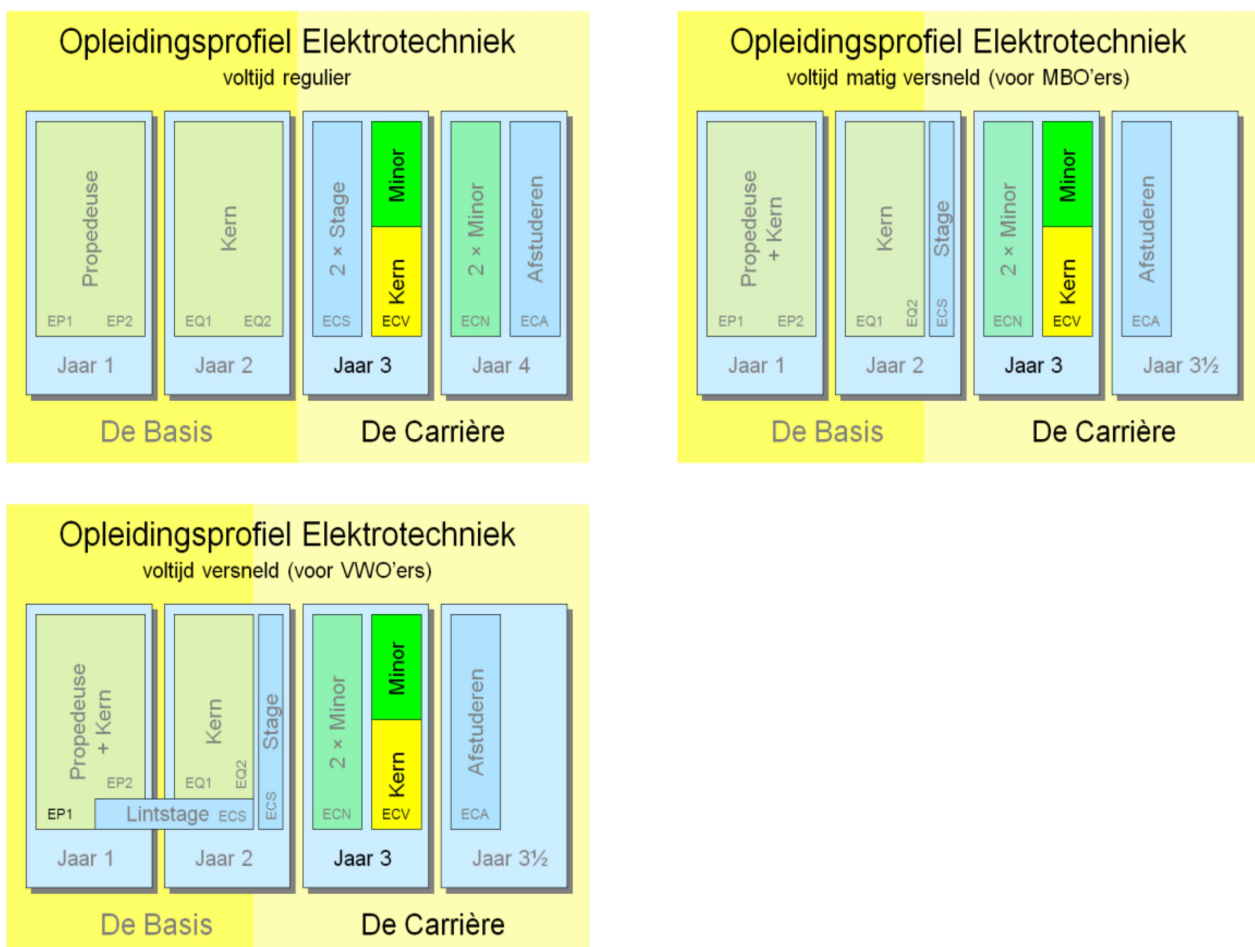 Opleidingsprofiel Elektrotechniek
voltijd regulier
Propedeuse
EP1 EP2
Jaar 1
Kern
EQ1 EQ2
Jaar 2
2 × Stage
ECS
Minor
Kern
ECV
Jaar 3
2 × Minor
ECN
Afstuderen
ECA
Jaar 4
De Basis
De Carrière
Opleidingsprofiel Elektrotechniek
voltijd matig versneld (voor MBO'ers)
Propedeuse
+ Kern
EP1 EP2
Jaar 1
Kern
EQ1 EQ2
Stage
ECS
Jaar 2
2 × Minor
ECN
Minor
Kern
ECV
Jaar 3
Afstuderen
ECA
Jaar 3½
De Basis
De Carrière
Opleidingsprofiel Elektrotechniek
voltijd versneld (voor VWO'ers)
Propedeuse
+ Kern
EP1 EP2
Jaar 1
Kern
EQ1 EQ2
Lintstage ECS
Stage
ECS
Jaar 2
2 × Minor
ECN
Minor
Kern
ECV
Jaar 3
Afstuderen
ECA
Jaar 3½
De Basis
De Carrière